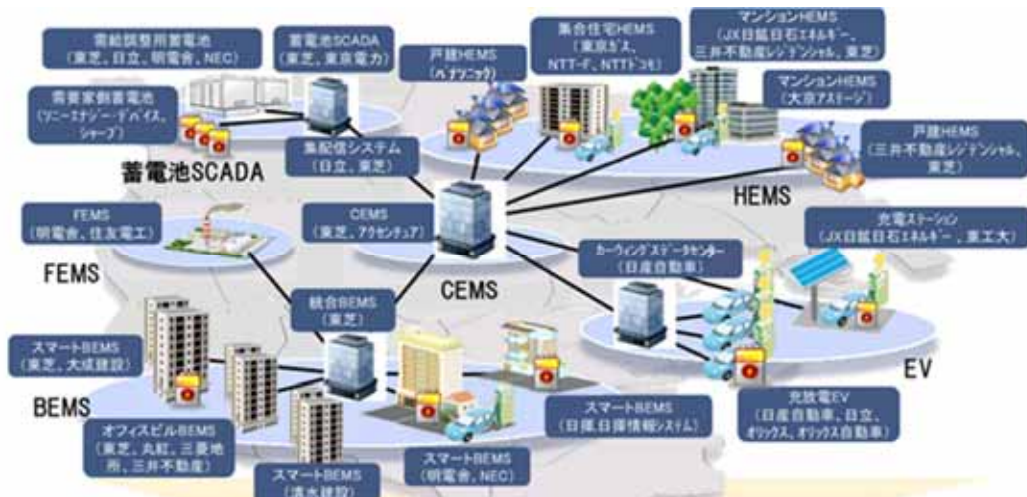 需給調整用蓄電池
(東芝、日立、明電舎、NEC)
蓄電池SCADA
(東芝、東京電力)
戸建HEMS
(パナソニック)
集合住宅HEMS
(東京ガス、
NTT-F、NTTドコモ)
マンションHEMS
(JX日鉱日石エネルギー、
三井不動産レジデンシャル、東芝)
マンションHEMS
(大京アステージ)
需要家側蓄電池
(ソニーエナジー・デバイス、
シャープ)
集配信システム
(日立、東芝)
戸建HEMS
(三井不動産レジデンシャル、
東芝)
蓄電池SCADA
HEMS
FEMS
(明電舎、住友電工)
CEMS
(東芝、アクセンチュア)
充電ステーション
(JX日鉱日石エネルギー、東工大)
カーウイングスデータセンター
(日産自動車)
FEMS
CEMS
統合BEMS
(東芝)
スマートBEMS
(東芝、大成建設)
EV
BEMS
スマートBEMS
(日揮、日揮情報システム)
充放電EV
(日産自動車、日立、
オリックス、オリックス自動車)
オフィスビルBEMS
(東芝、丸紅、三菱地
所、三井不動産)
スマートBEMS
(明電舎、NEC)
スマートBEMS
(清水建設)